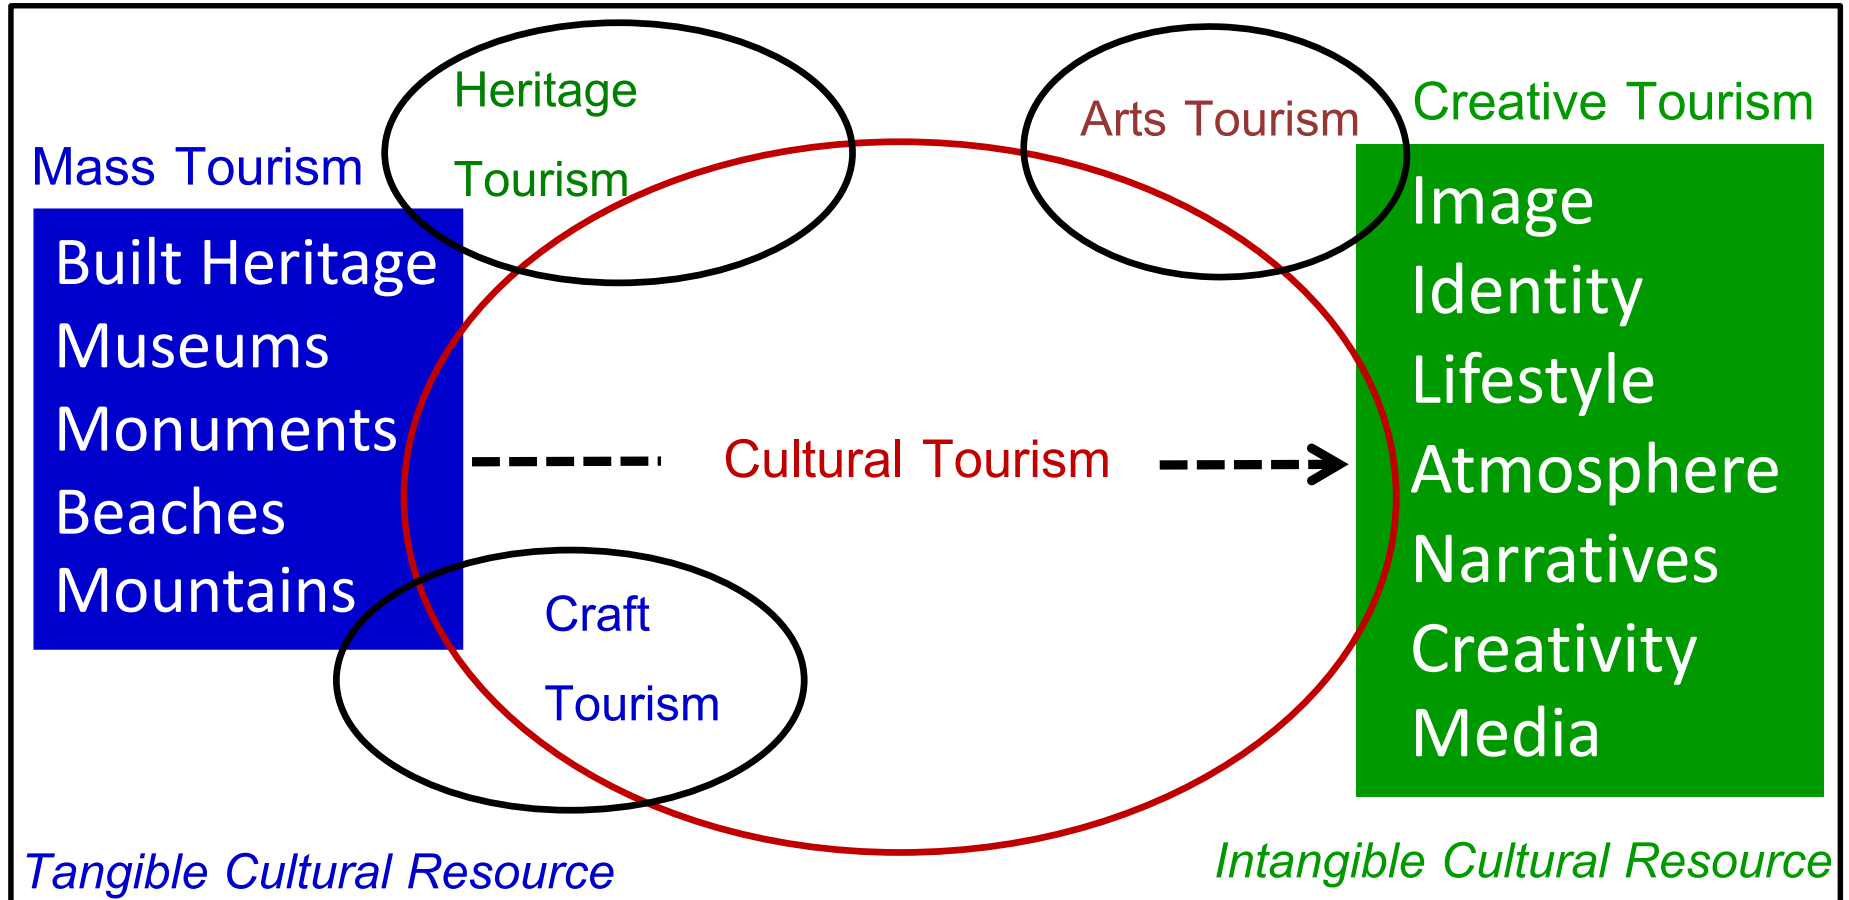 Heritage
Tourism
Arts Tourism
Creative Tourism
Mass Tourism
Built Heritage
Museums
Monuments
Beaches
Mountains
Cultural Tourism
Craft
Tourism
Image
Identity
Lifestyle
Atmosphere
Narratives
Creativity
Media
Tangible Cultural Resource
Intangible Cultural Resource